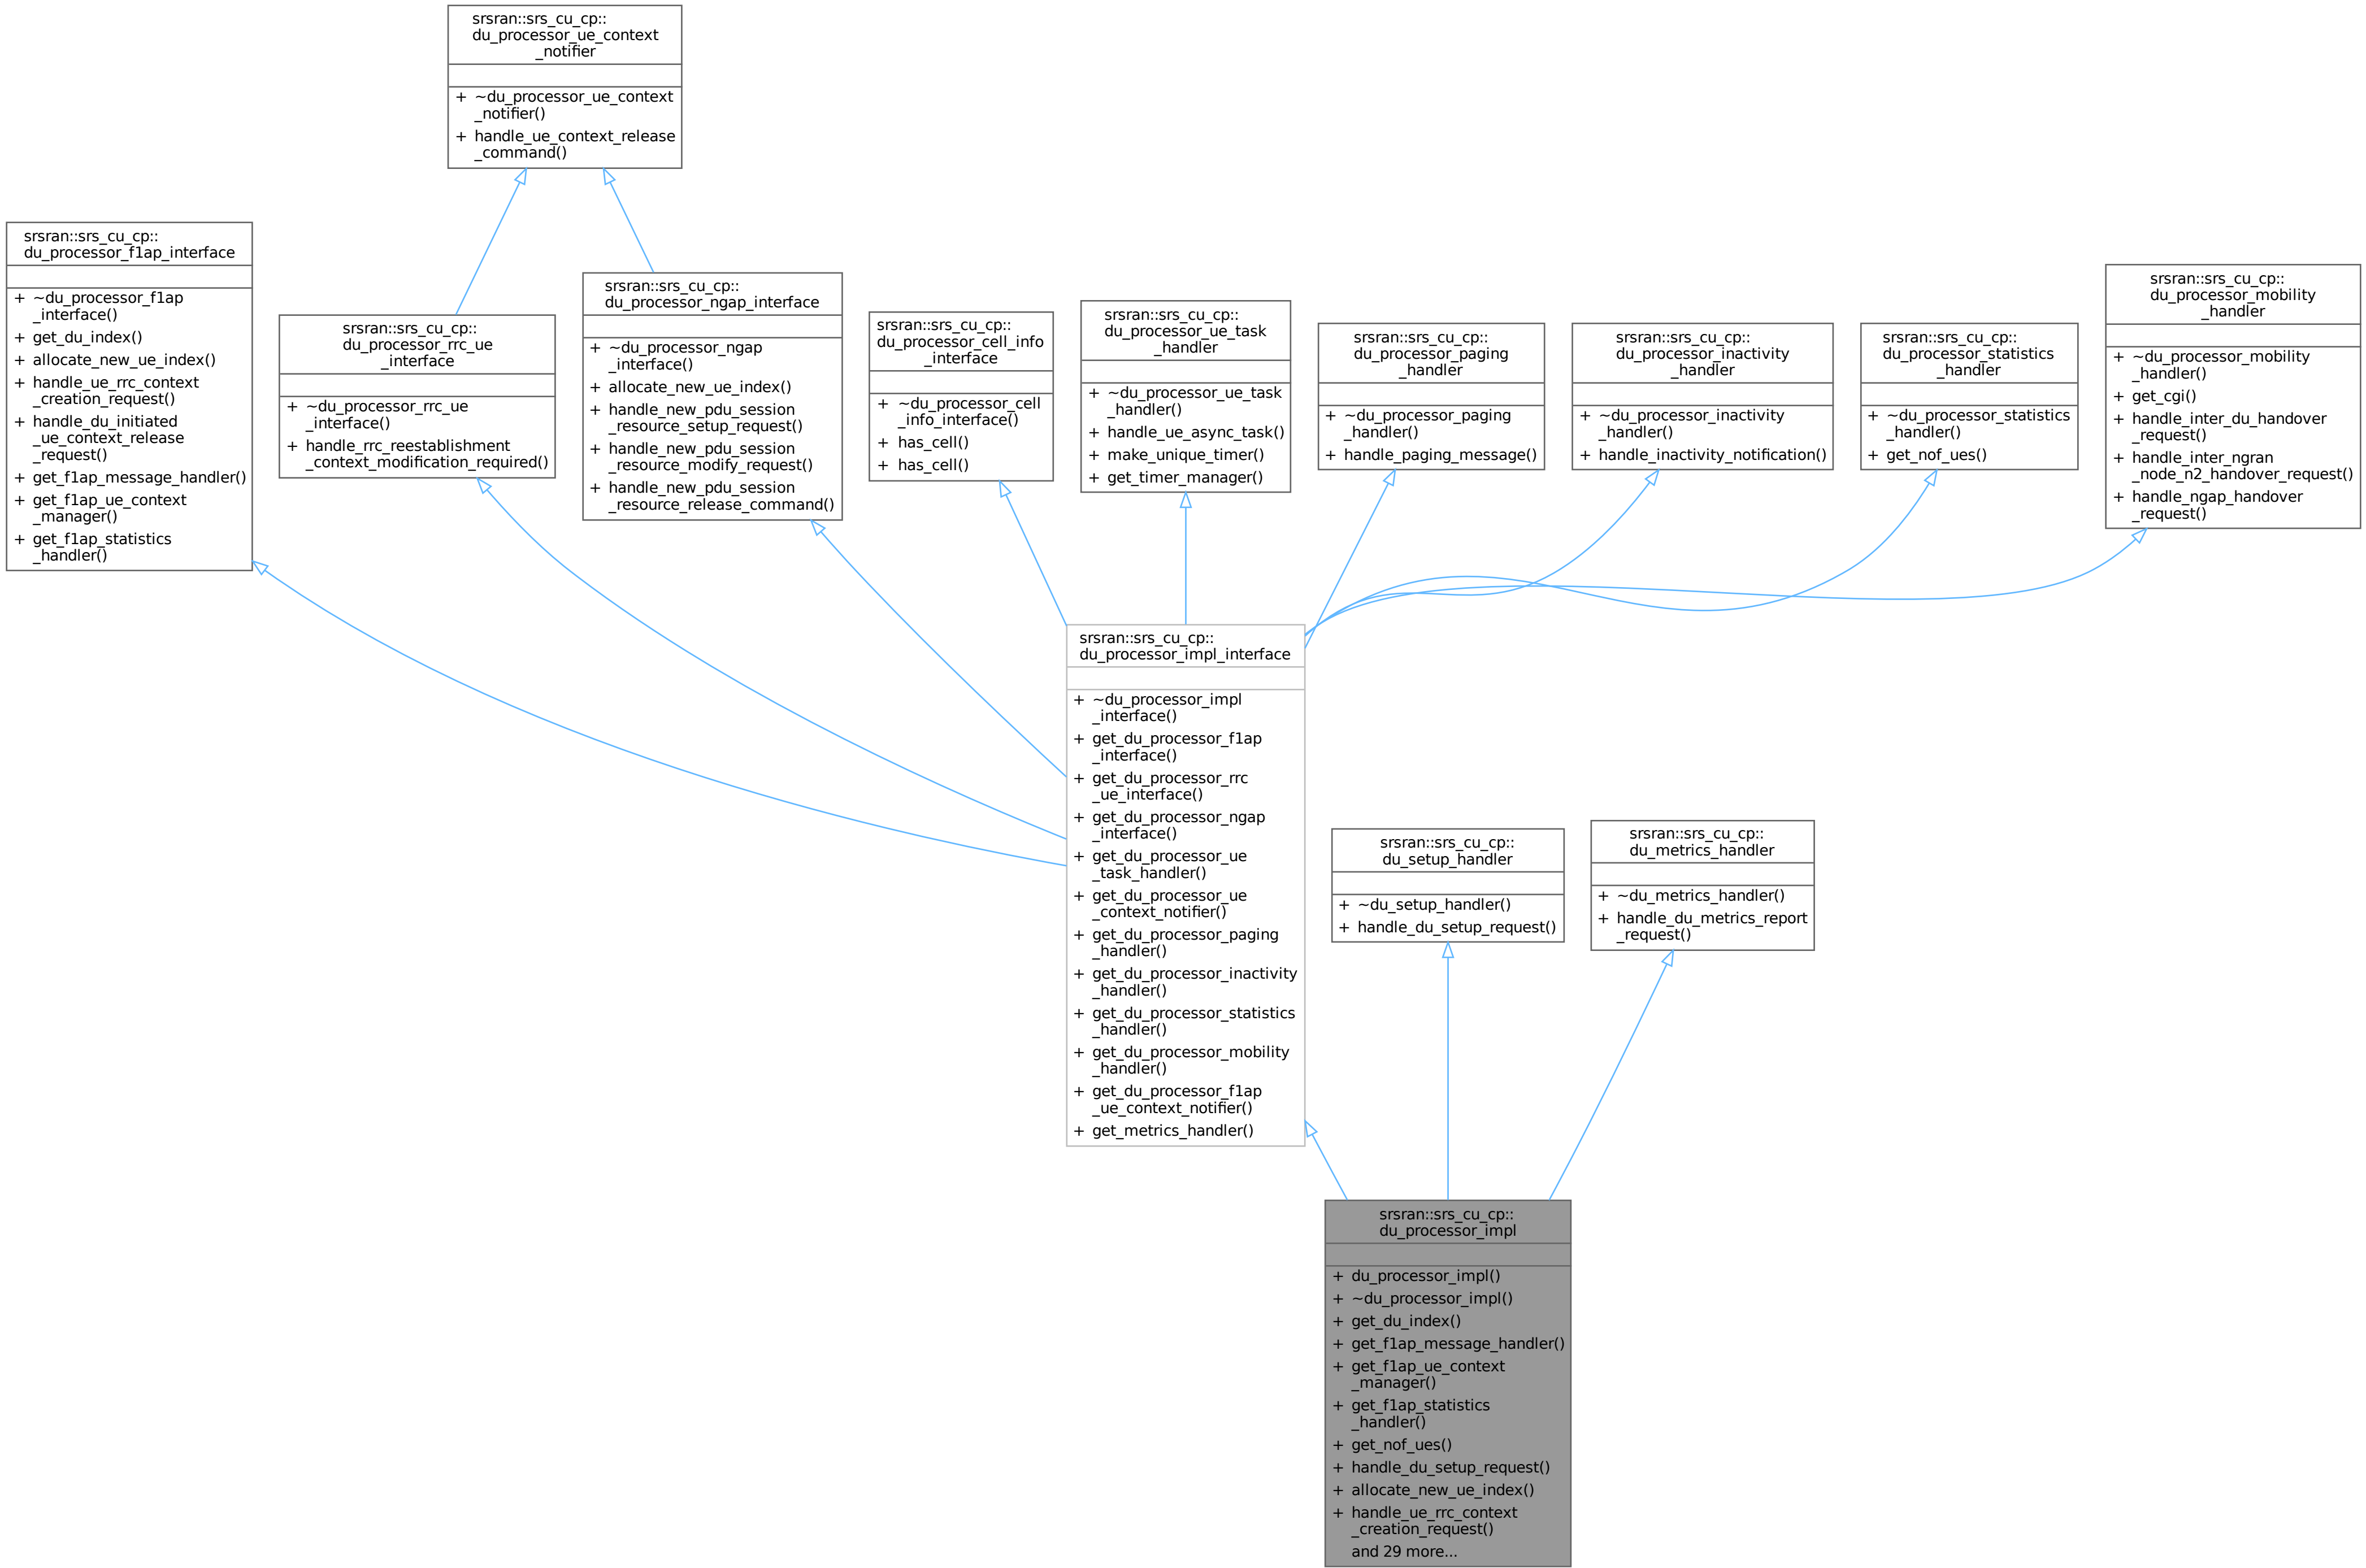 srsran::srs_cu_cp::
du_processor_ue_context
_notifier
+ ~du_processor_ue_context
_notifier()
+ handle_ue_context_release
_command()
srsran::srs_cu_cp::
du_processor_f1ap_interface
+ ~du_processor_f1ap
_interface()
+ get_du_index()
+ allocate_new_ue_index()
+ handle_ue_rrc_context
_creation_request()
+ handle_du_initiated
_ue_context_release
_request()
+ get_f1ap_message_handler()
+ get_f1ap_ue_context
_manager()
+ get_f1ap_statistics
_handler()
srsran::srs_cu_cp::
du_processor_rrc_ue
_interface
+ ~du_processor_rrc_ue
_interface()
+ handle_rrc_reestablishment
_context_modification_required()
srsran::srs_cu_cp::
du_processor_ngap_interface
+ ~du_processor_ngap
_interface()
+ allocate_new_ue_index()
+ handle_new_pdu_session
_resource_setup_request()
+ handle_new_pdu_session
_resource_modify_request()
+ handle_new_pdu_session
_resource_release_command()
srsran::srs_cu_cp::
du_processor_cell_info
_interface
+ ~du_processor_cell
_info_interface()
+ has_cell()
+ has_cell()
srsran::srs_cu_cp::
du_processor_ue_task
_handler
+ ~du_processor_ue_task
_handler()
+ handle_ue_async_task()
+ make_unique_timer()
+ get_timer_manager()
srsran::srs_cu_cp::
du_processor_paging
_handler
+ ~du_processor_paging
_handler()
+ handle_paging_message()
srsran::srs_cu_cp::
du_processor_inactivity
_handler
+ ~du_processor_inactivity
_handler()
+ handle_inactivity_notification()
srsran::srs_cu_cp::
du_processor_statistics
_handler
+ ~du_processor_statistics
_handler()
+ get_nof_ues()
srsran::srs_cu_cp::
du_processor_mobility
_handler
+ ~du_processor_mobility
_handler()
+ get_cgi()
+ handle_inter_du_handover
_request()
+ handle_inter_ngran
_node_n2_handover_request()
+ handle_ngap_handover
_request()
srsran::srs_cu_cp::
du_processor_impl_interface
+ ~du_processor_impl
_interface()
+ get_du_processor_f1ap
_interface()
+ get_du_processor_rrc
_ue_interface()
+ get_du_processor_ngap
_interface()
+ get_du_processor_ue
_task_handler()
+ get_du_processor_ue
_context_notifier()
+ get_du_processor_paging
_handler()
+ get_du_processor_inactivity
_handler()
+ get_du_processor_statistics
_handler()
+ get_du_processor_mobility
_handler()
+ get_du_processor_f1ap
_ue_context_notifier()
+ get_metrics_handler()
srsran::srs_cu_cp::
du_setup_handler
+ ~du_setup_handler()
+ handle_du_setup_request()
srsran::srs_cu_cp::
du_metrics_handler
+ ~du_metrics_handler()
+ handle_du_metrics_report
_request()
srsran::srs_cu_cp::
du_processor_impl
+ du_processor_impl()
+ ~du_processor_impl()
+ get_du_index()
+ get_f1ap_message_handler()
+ get_f1ap_ue_context
_manager()
+ get_f1ap_statistics
_handler()
+ get_nof_ues()
+ handle_du_setup_request()
+ allocate_new_ue_index()
+ handle_ue_rrc_context
_creation_request()
and 29 more...